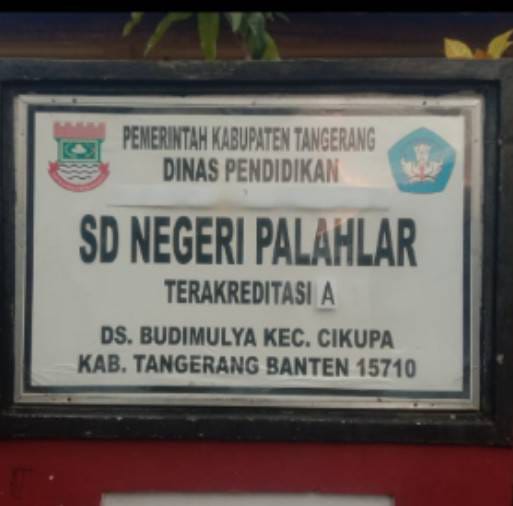 PEMERINTAH KABUPATEN TANGERANG
DINAS PENDIDIKAN
SD NEGERI PALAHLAR
TERAKREDITASI A
DS. BUDIMULYA KEC. CIKUPA
KAB. TANGERANG BANTEN 15710